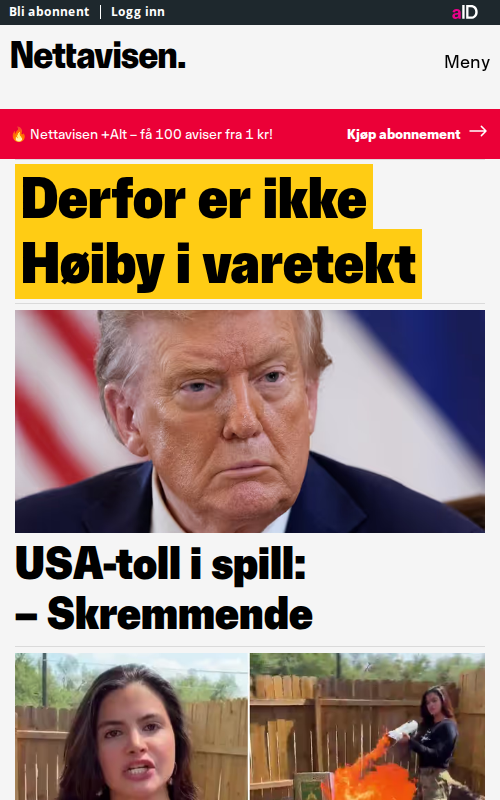 Bli abonnent | Logg inn
aID
Nettavisen.
Meny
🔥 Nettavisen +Alt – få 100 aviser fra 1 kr!
Kjøp abonnement →
Derfor er ikke
Høiby i varetekt
USA-toll i spill:
– Skremmende